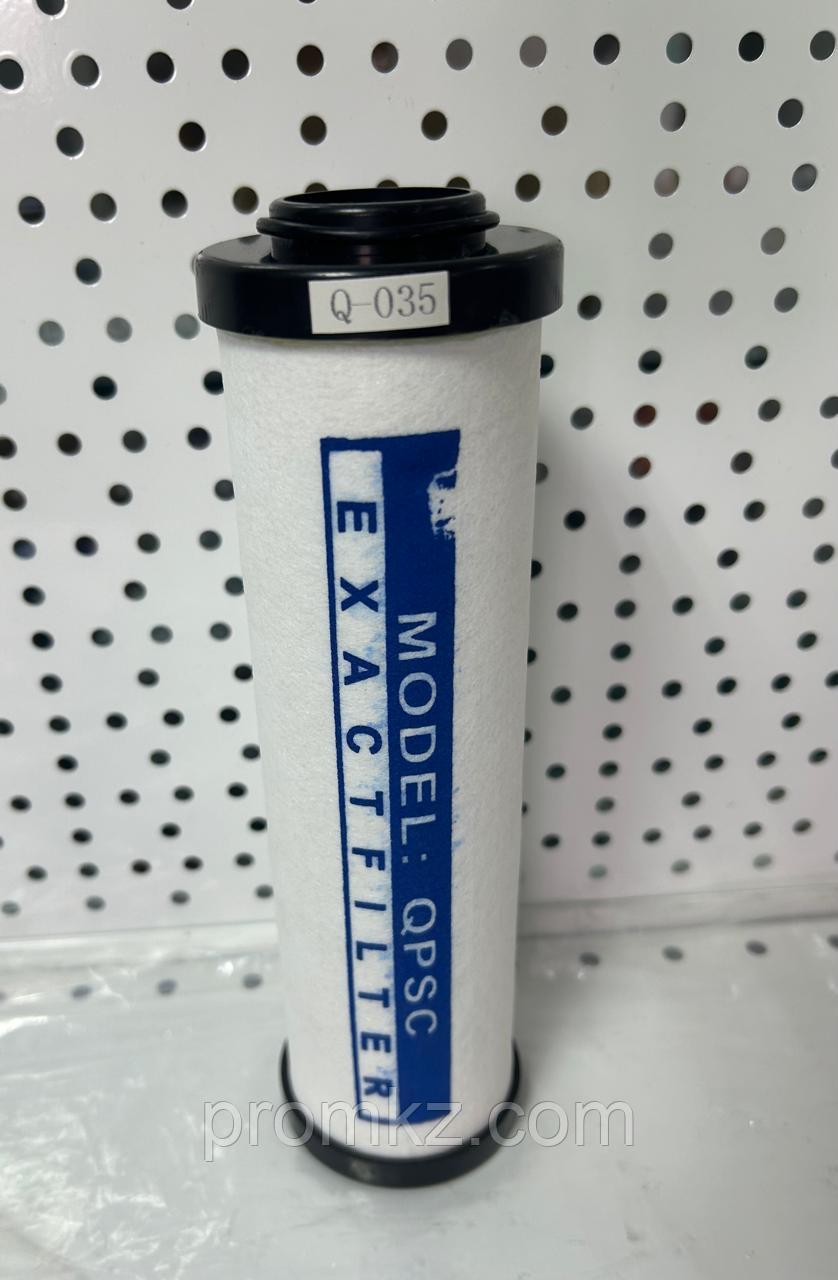 Q-035
MODEL: QPSC
EXACTFILTER
promkz.com